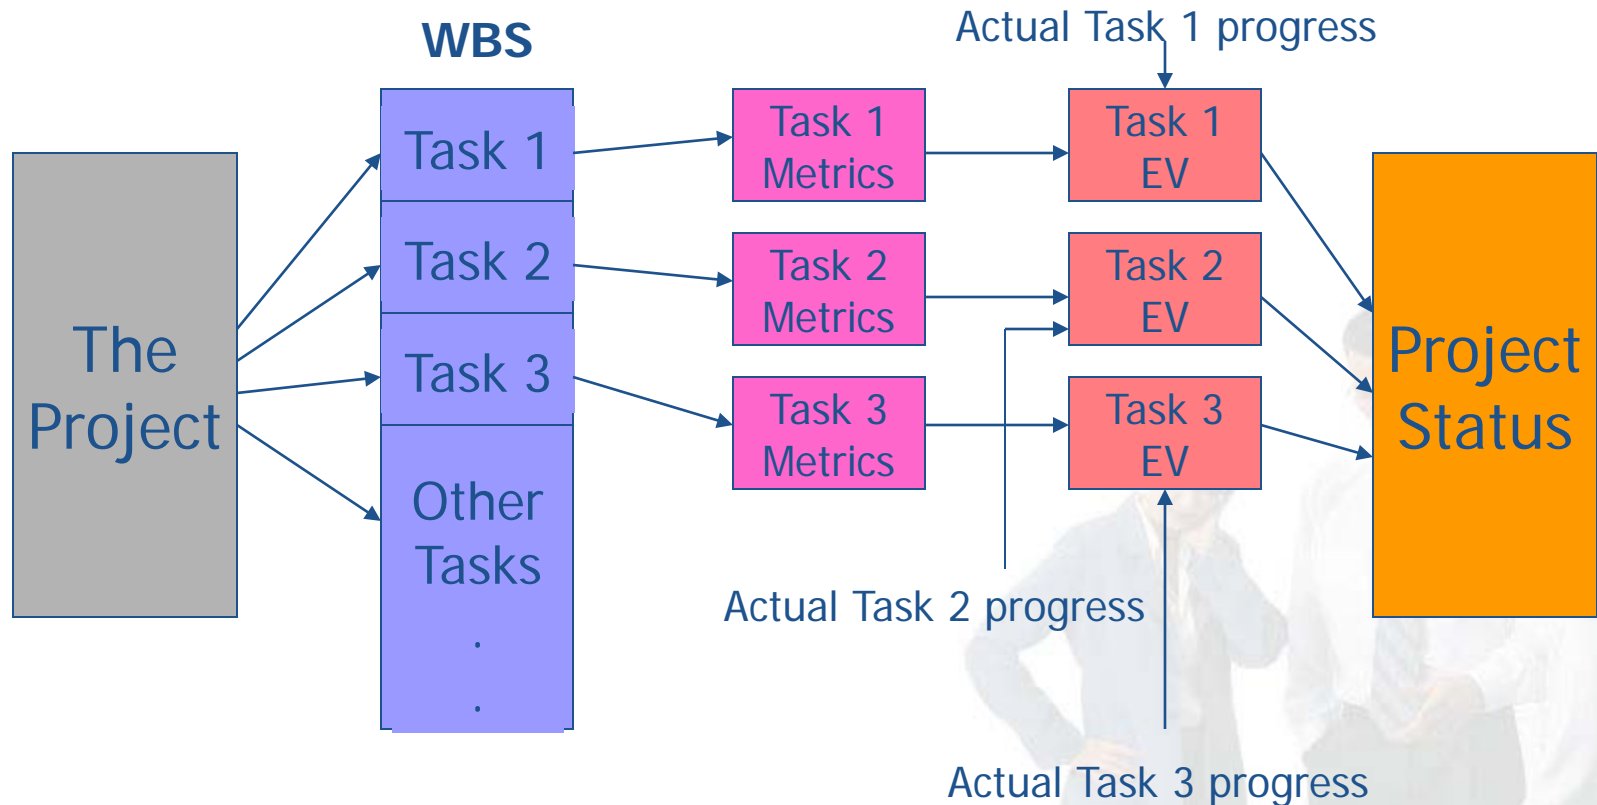 WBS
Actual Task 1 progress
The
Project
Task 1
Task 2
Task 3
Other
Tasks
.
.
Task 1
Metrics
Task 2
Metrics
Task 3
Metrics
Task 1
EV
Task 2
EV
Task 3
EV
Project
Status
Actual Task 2 progress
Actual Task 3 progress